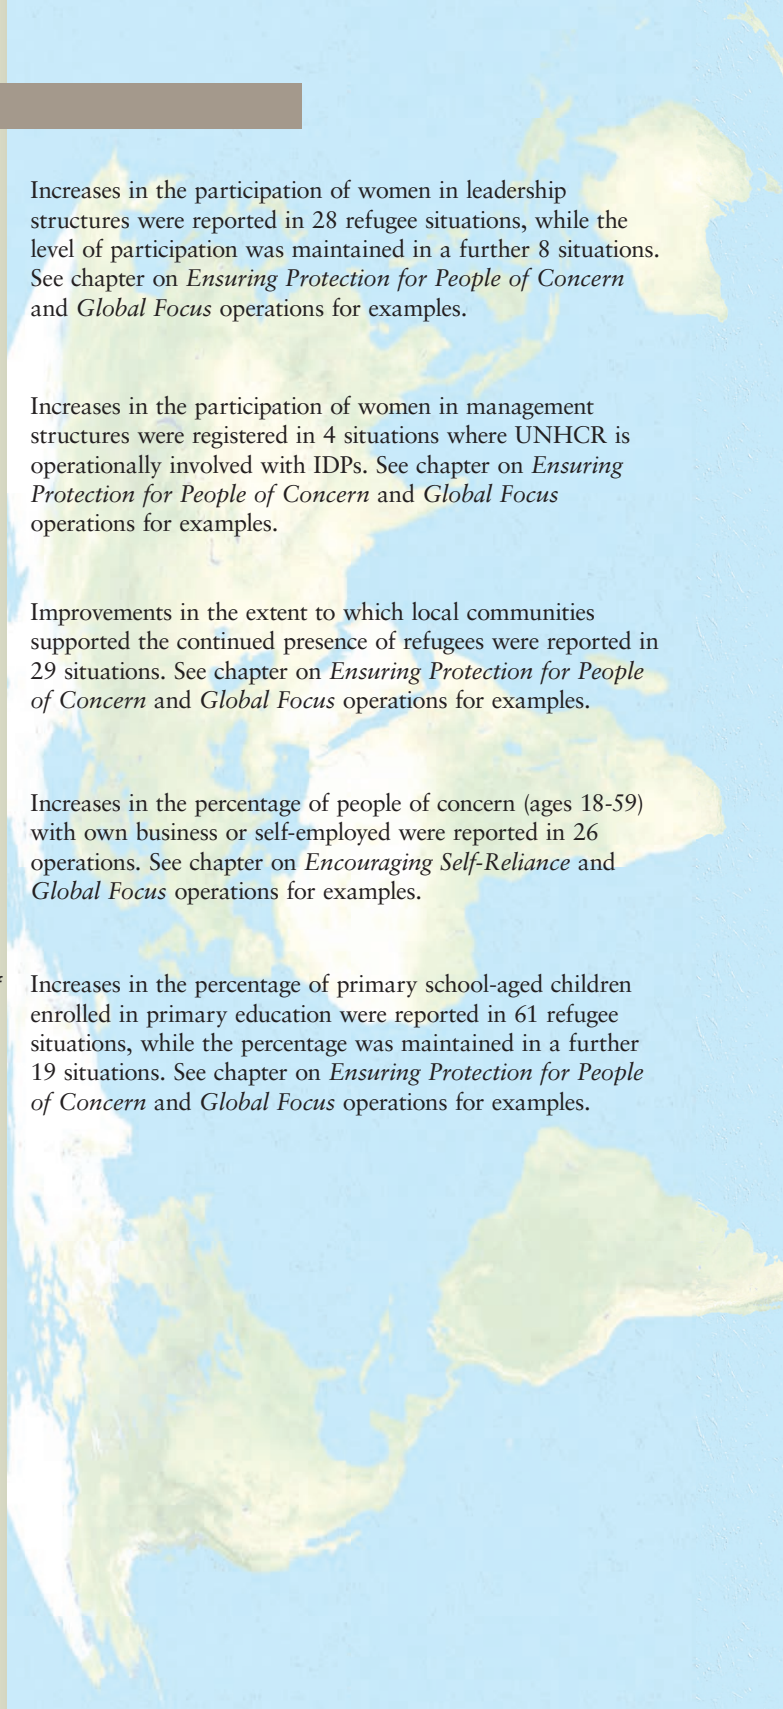 Increases in the participation of women in leadership
structures were reported in 28 refugee situations, while the
level of participation was maintained in a further 8 situations.
See chapter on Ensuring Protection for People of Concern
and Global Focus operations for examples.
Increases in the participation of women in management
structures were registered in 4 situations where UNHCR is
operationally involved with IDPs. See chapter on Ensuring
Protection for People of Concern and Global Focus
operations for examples.
Improvements in the extent to which local communities
supported the continued presence of refugees were reported in
29 situations. See chapter on Ensuring Protection for People
of Concern and Global Focus operations for examples.
Increases in the percentage of people of concern (ages 18-59)
with own business or self-employed were reported in 26
operations. See chapter on Encouraging Self-Reliance and
Global Focus operations for examples.
Increases in the percentage of primary school-aged children
enrolled in primary education were reported in 61 refugee
situations, while the percentage was maintained in a further
19 situations. See chapter on Ensuring Protection for People
of Concern and Global Focus operations for examples.